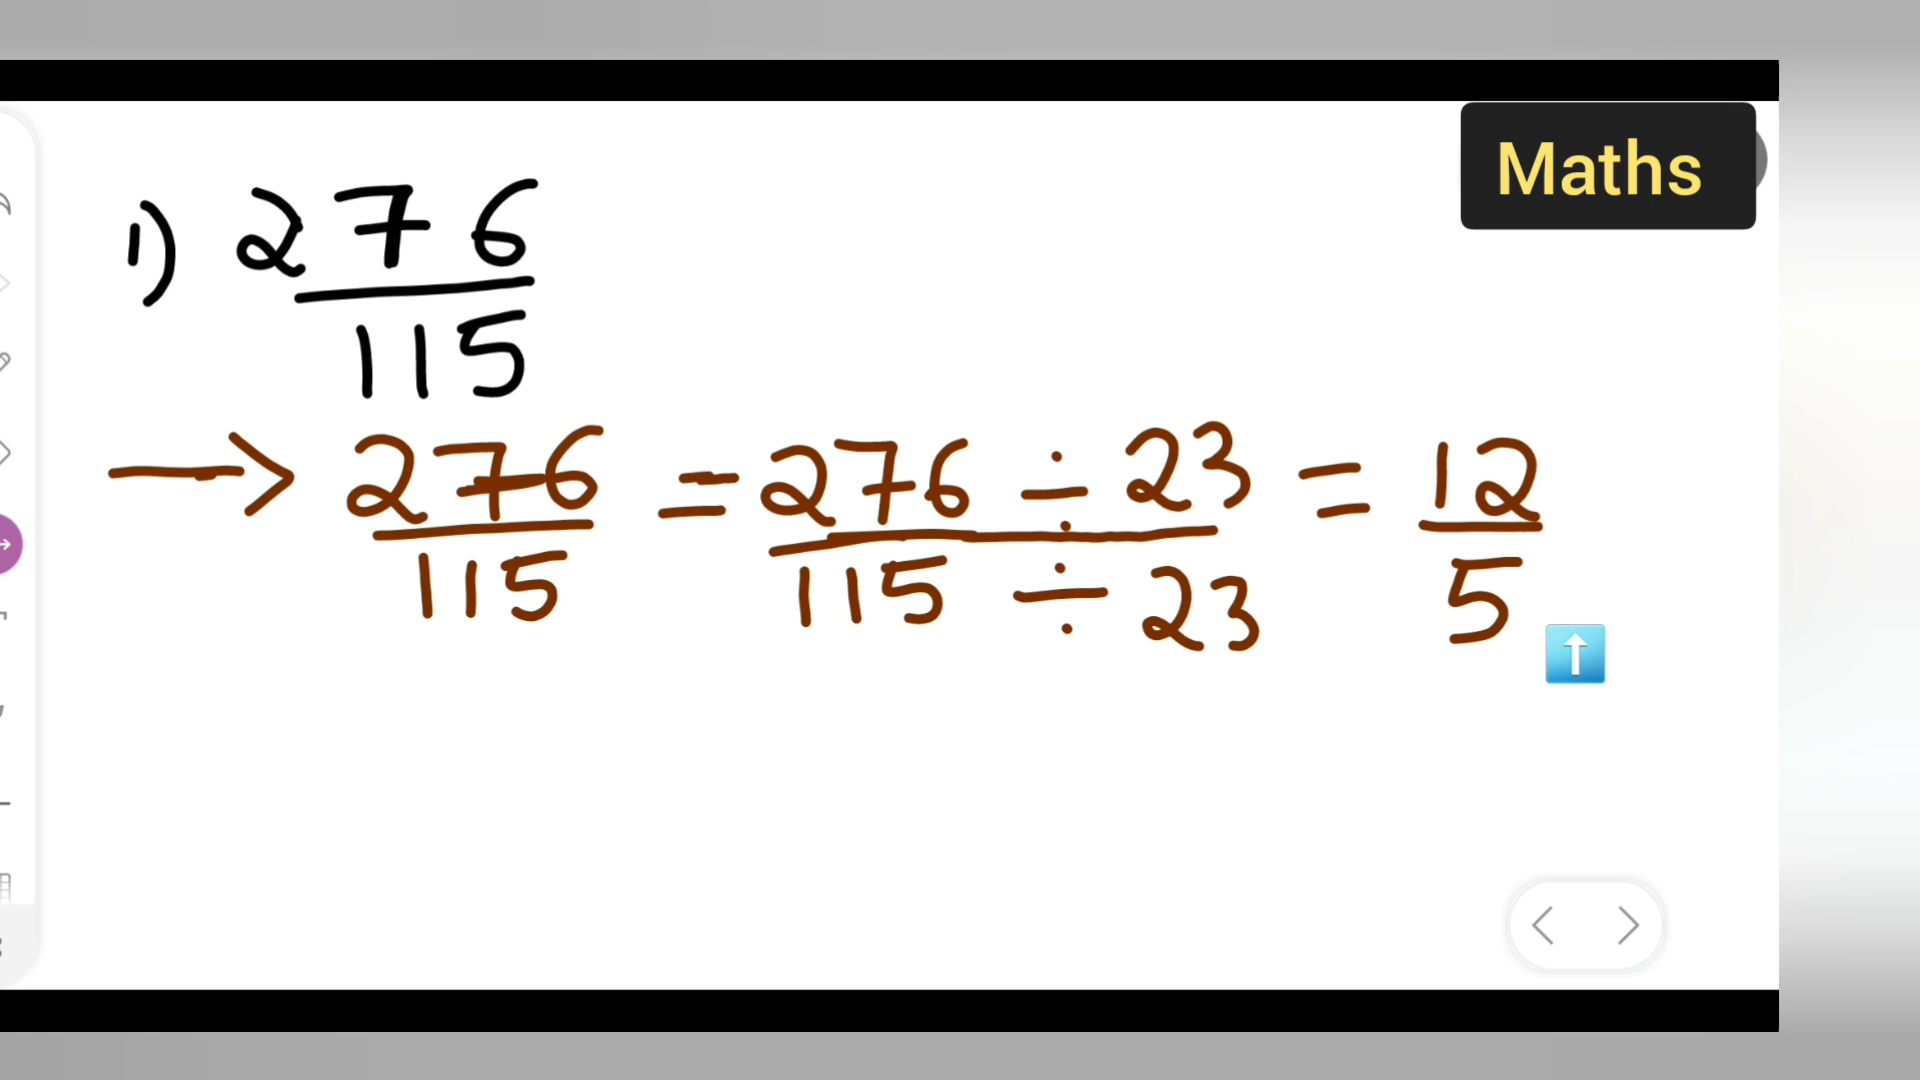 Maths
1) 276
115
→ 276 = 276 ÷ 23 = 12
115 115 ÷ 23 5